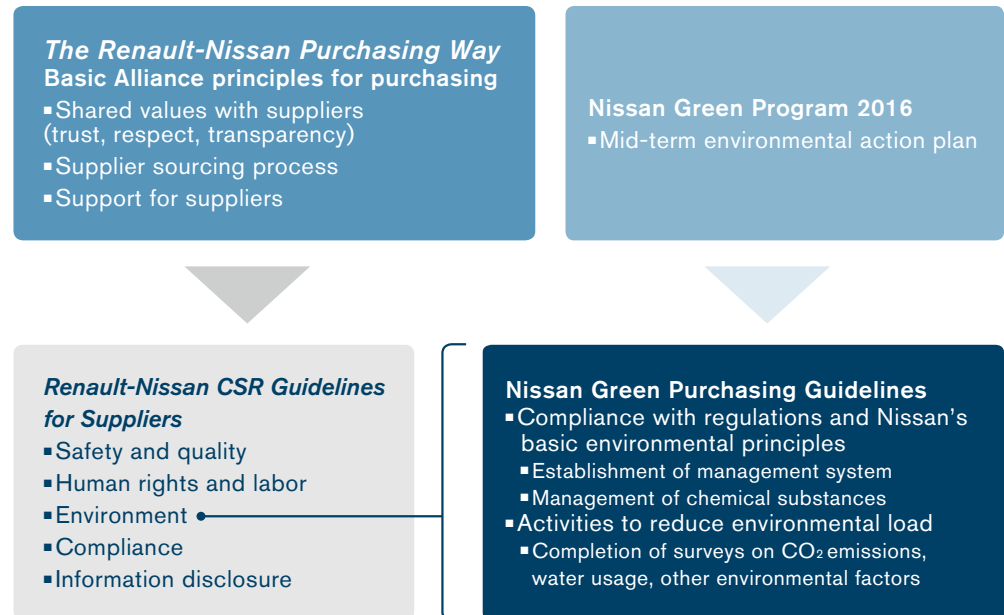 The Renault-Nissan Purchasing Way
Basic Alliance principles for purchasing
▪Shared values with suppliers
(trust, respect, transparency)
▪Supplier sourcing process
▪Support for suppliers
Nissan Green Program 2016
▪Mid-term environmental action plan
Renault-Nissan CSR Guidelines
for Suppliers
▪Safety and quality
▪Human rights and labor
▪Environment
▪Compliance
▪Information disclosure
Nissan Green Purchasing Guidelines
▪Compliance with regulations and Nissan's
basic environmental principles
▪Establishment of management system
▪Management of chemical substances
▪Activities to reduce environmental load
▪Completion of surveys on CO₂ emissions,
water usage, other environmental factors